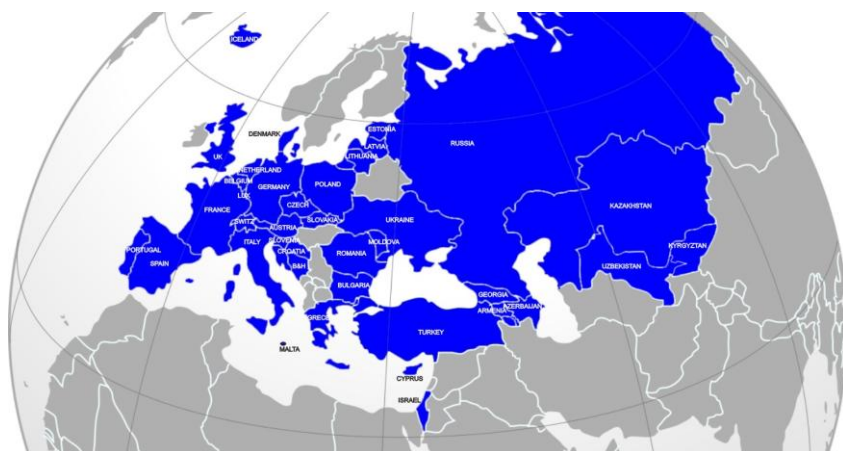 ICELAND
DENMARK
ESTONIA
LATVIA
LITHUANIA
RUSSIA
UK
NETHERLAND
BELGIUM
LUX
GERMANY
POLAND
CZECH
FRANCE
SLOVAKIA
UKRAINE
KAZAKHSTAN
SWITZ
AUSTRIA
ITALY
SLOVENIA
CROATIA
MOLDOVA
KYRGYZTAN
PORTUGAL
SPAIN
B&H
ROMANIA
UZBEKISTAN
BULGARIA
GEORGIA
ARMENIA
AZERBAIJAN
GREECE
TURKEY
MALTA
CYPRUS
ISRAEL